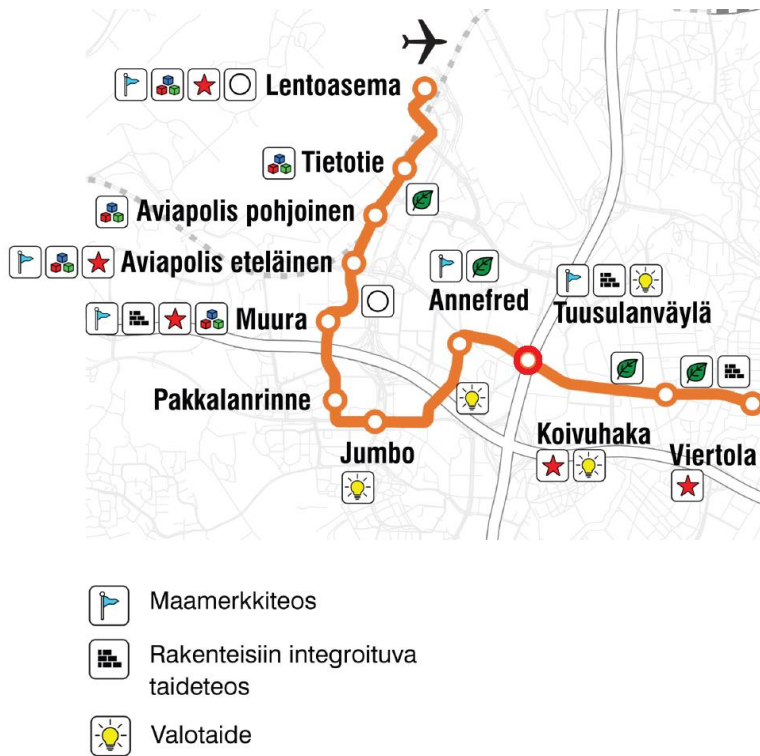 Lentoasema
Tietotie
Aviapolis pohjoinen
Aviapolis eteläinen
Annefred
Tuusulanväylä
Muura
Pakkalanrinne
Jumbo
Koivuhaka
Viertola
Maamerkkiteos
Rakenteisiin integroituva
taideteos
Valotaide